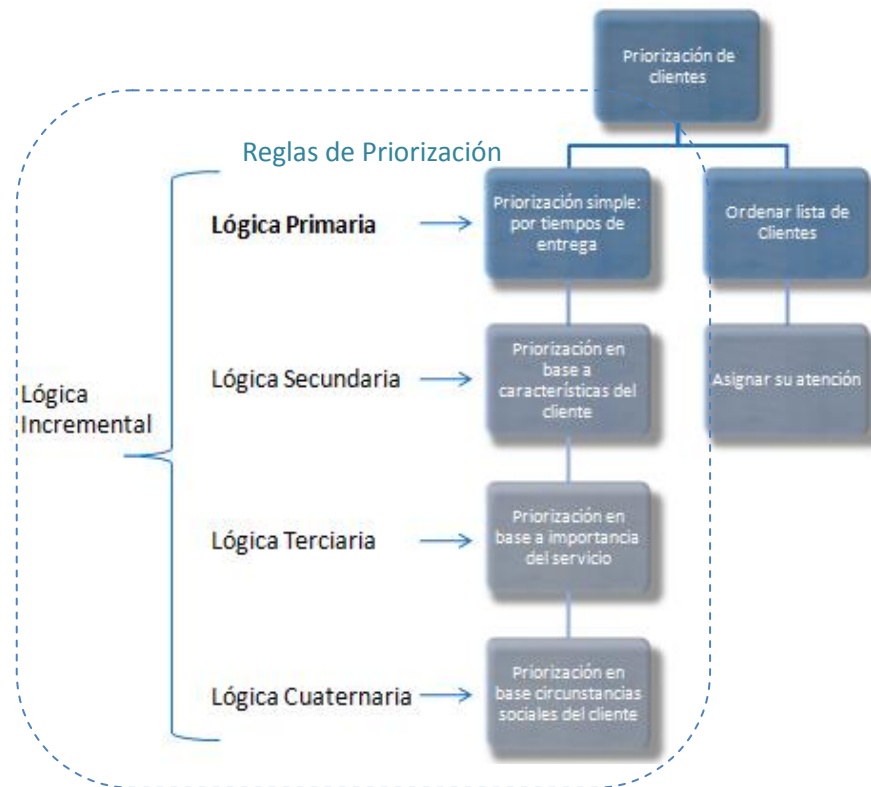 Priorización de
clientes
Reglas de Priorización
Lógica Primaria
Priorización simple:
por tiempos de
entrega
Ordenar lista de
Clientes
Lógica Secundaria
Priorización en
base a
características del
cliente
Asignar su atención
Lógica
Incremental
Lógica Terciaria
Priorización en
base a importancia
del servicio
Lógica Cuaternaria
Priorización en
base circunstancias
sociales del cliente